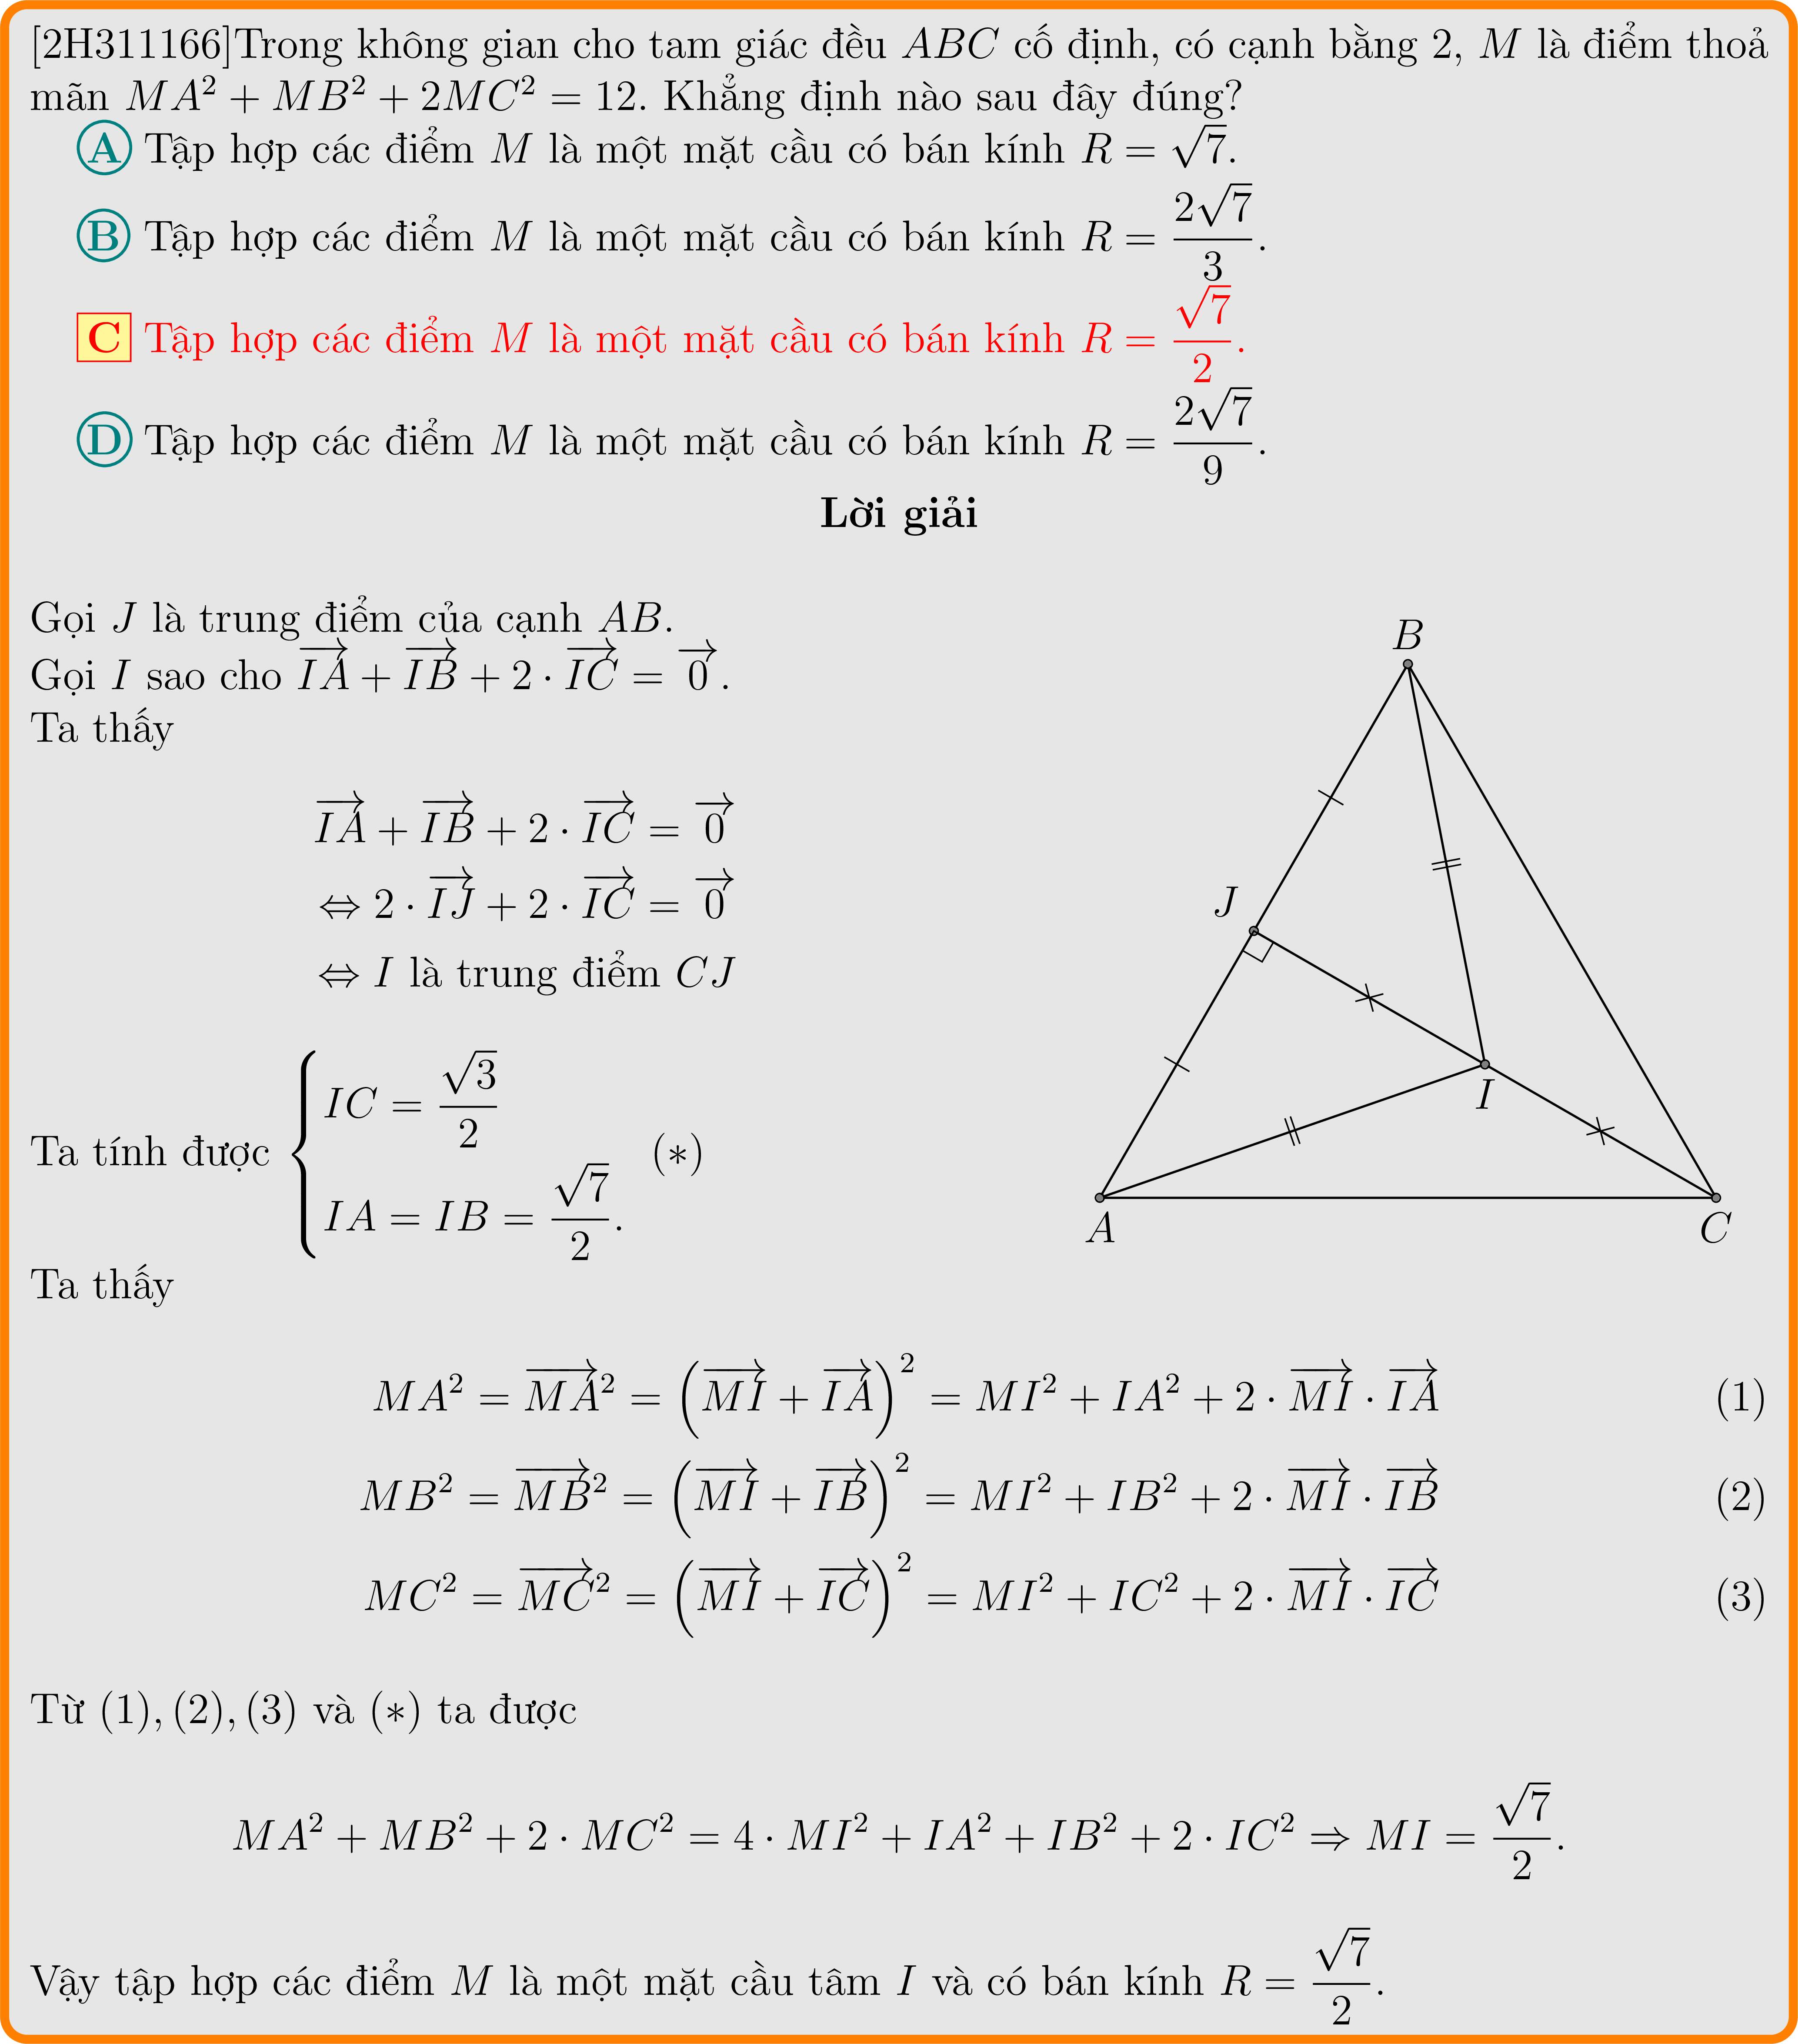 [2H311166]Trong không gian cho tam giác đều $ABC$ cố định, có cạnh bằng 2, $M$ là điểm thoả
mãn $MA^2 + MB^2 + 2MC^2 = 12$. Khẳng định nào sau đây đúng?
A Tập hợp các điểm $M$ là một mặt cầu có bán kính $R = \sqrt{7}$.
B Tập hợp các điểm $M$ là một mặt cầu có bán kính $R = \dfrac{2\sqrt{7}}{3}$.
C Tập hợp các điểm $M$ là một mặt cầu có bán kính $R = \dfrac{\sqrt{7}}{2}$.
D Tập hợp các điểm $M$ là một mặt cầu có bán kính $R = \dfrac{2\sqrt{7}}{9}$.
Lời giải
Gọi $J$ là trung điểm của cạnh $AB$.
Gọi $I$ sao cho $\overrightarrow{IA} + \overrightarrow{IB} + 2 \cdot \overrightarrow{IC} = \overrightarrow{0}$.
Ta thấy
$\overrightarrow{IA} + \overrightarrow{IB} + 2 \cdot \overrightarrow{IC} = \overrightarrow{0}$
$\Leftrightarrow 2 \cdot \overrightarrow{IJ} + 2 \cdot \overrightarrow{IC} = \overrightarrow{0}$
$\Leftrightarrow I$ là trung điểm $CJ$
Ta tính được $\begin{cases} IC = \dfrac{\sqrt{3}}{2} \\ IA = IB = \dfrac{\sqrt{7}}{2}. \end{cases}$ $(*)$
B
J
I
A
C
Ta thấy
$MA^2 = \overrightarrow{MA}^2 = \left(\overrightarrow{MI} + \overrightarrow{IA}\right)^2 = MI^2 + IA^2 + 2 \cdot \overrightarrow{MI} \cdot \overrightarrow{IA}$ (1)
$MB^2 = \overrightarrow{MB}^2 = \left(\overrightarrow{MI} + \overrightarrow{IB}\right)^2 = MI^2 + IB^2 + 2 \cdot \overrightarrow{MI} \cdot \overrightarrow{IB}$ (2)
$MC^2 = \overrightarrow{MC}^2 = \left(\overrightarrow{MI} + \overrightarrow{IC}\right)^2 = MI^2 + IC^2 + 2 \cdot \overrightarrow{MI} \cdot \overrightarrow{IC}$ (3)
Từ $(1), (2), (3)$ và $(*)$ ta được
$MA^2 + MB^2 + 2 \cdot MC^2 = 4 \cdot MI^2 + IA^2 + IB^2 + 2 \cdot IC^2 \Rightarrow MI = \dfrac{\sqrt{7}}{2}$.
Vậy tập hợp các điểm $M$ là một mặt cầu tâm $I$ và có bán kính $R = \dfrac{\sqrt{7}}{2}$.